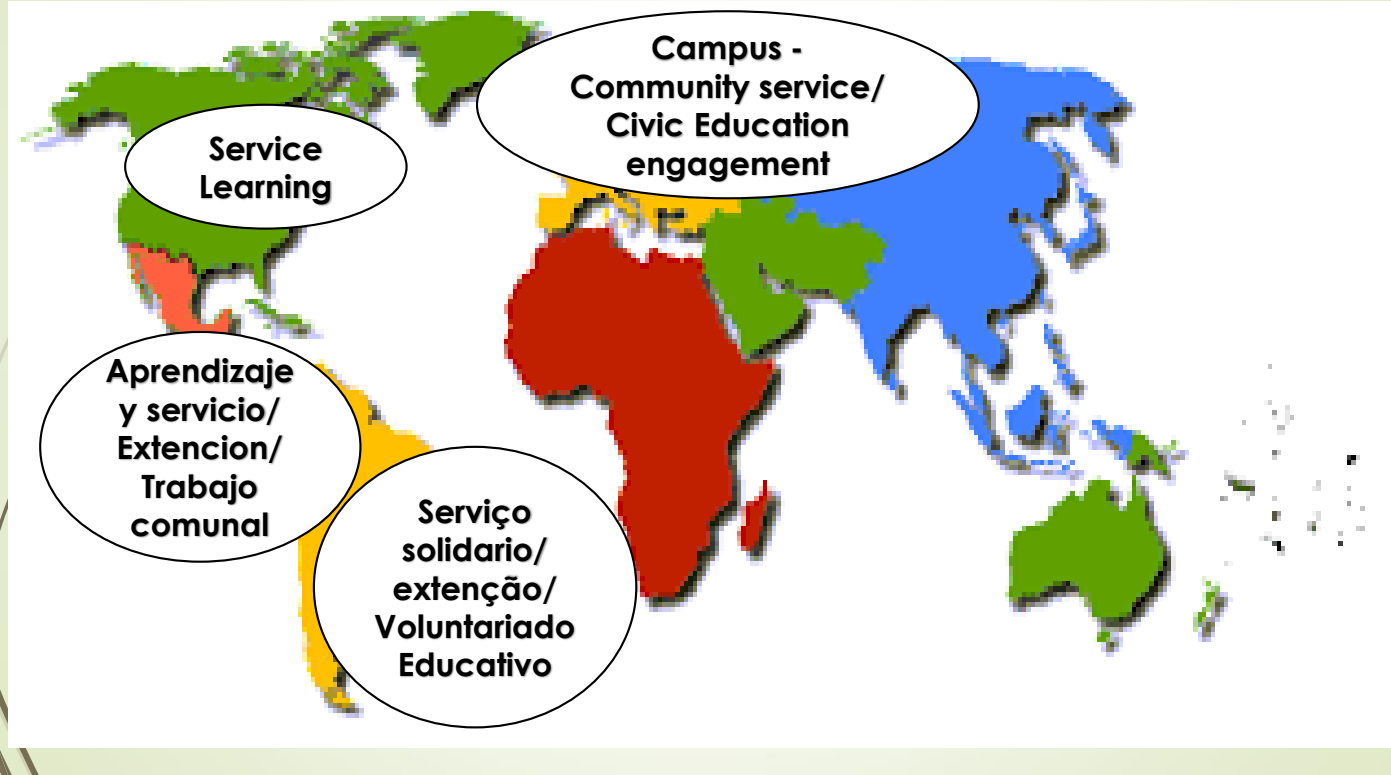 Campus -
Community service/
Civic Education
engagement
Service
Learning
Aprendizaje
y servicio/
Extencion/
Trabajo
comunal
Serviço
solidario/
extenção/
Voluntariado
Educativo